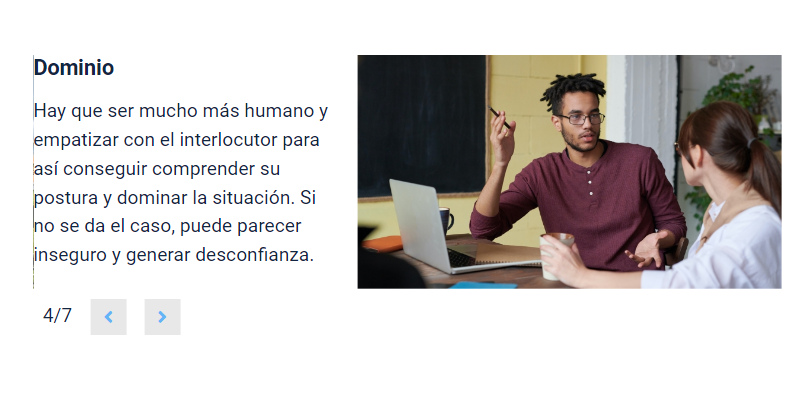 Dominio
Hay que ser mucho más humano y
empatizar con el interlocutor para
así conseguir comprender su
postura y dominar la situación. Si
no se da el caso, puede parecer
inseguro y generar desconfianza.
4/7